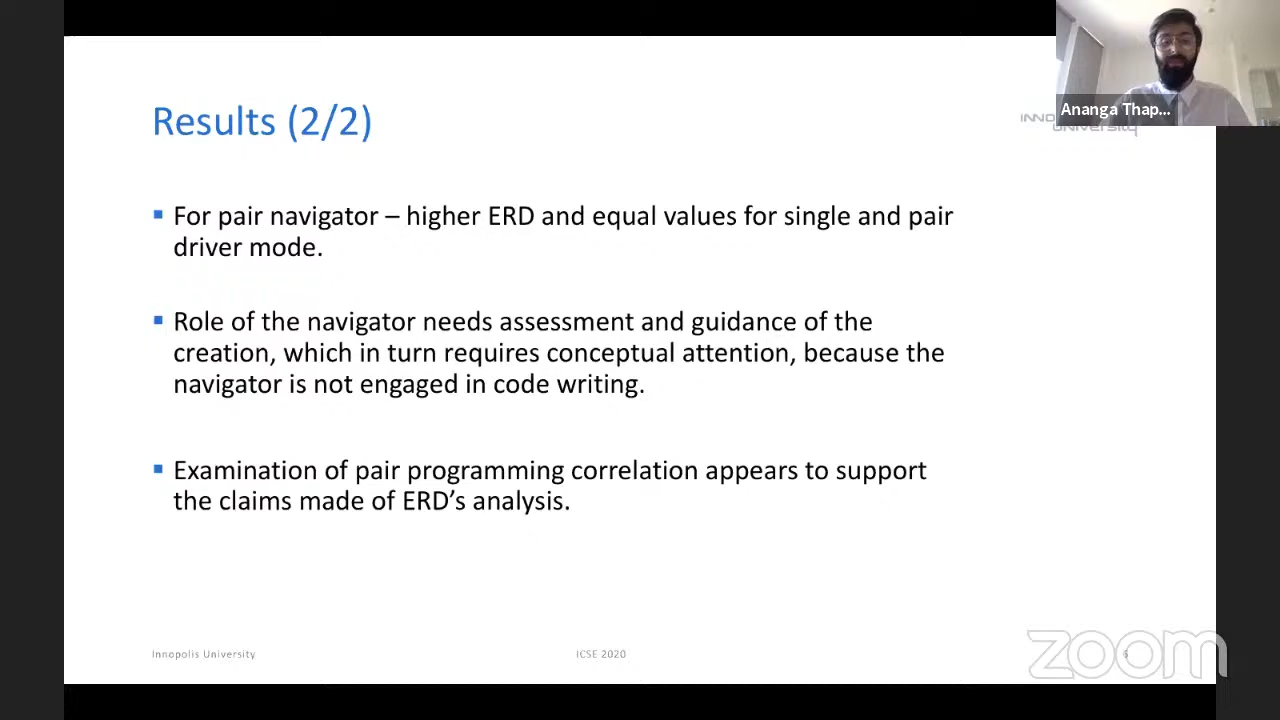 Ananga Thap...
Results (2/2)
INNO
UNIVERSITY
For pair navigator – higher ERD and equal values for single and pair
driver mode.
Role of the navigator needs assessment and guidance of the
creation, which in turn requires conceptual attention, because the
navigator is not engaged in code writing.
Examination of pair programming correlation appears to support
the claims made of ERD’s analysis.
Innopolis University
ICSE 2020
6
zoom